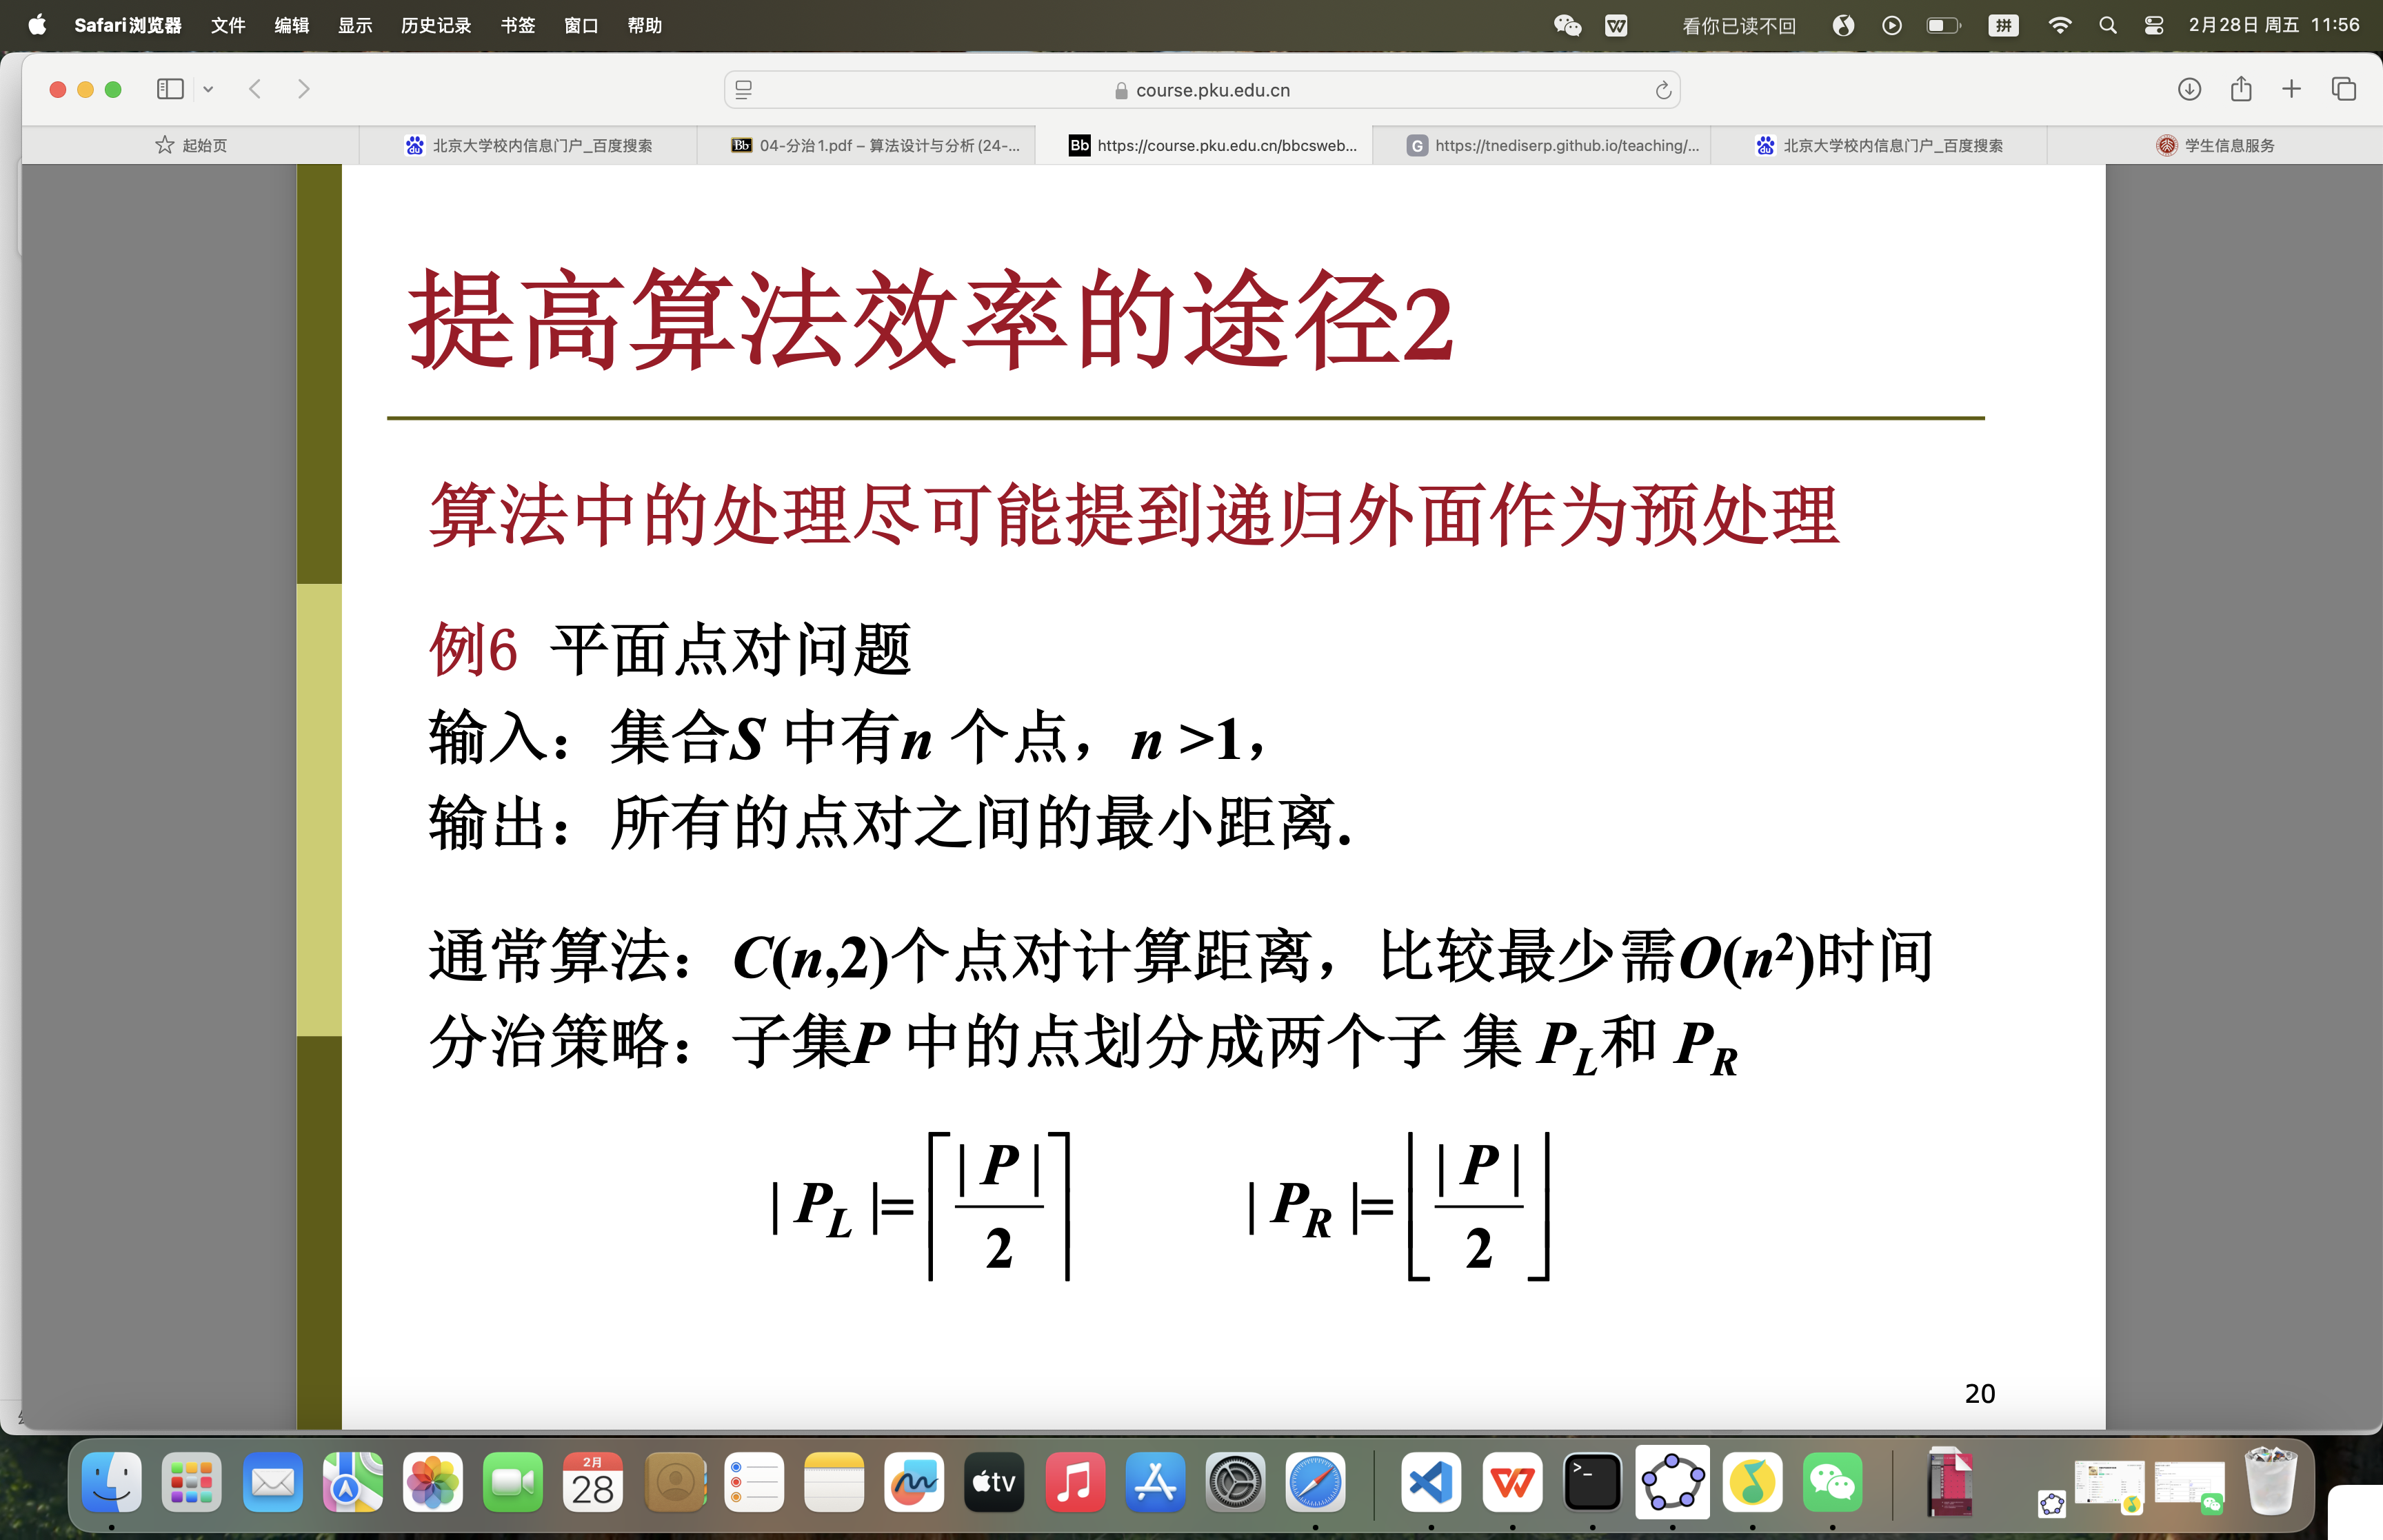 Safari浏览器 文件 编辑 显示 历史记录 书签 窗口 帮助 看你已读不回 拼 2月28日 周五 11:56
course.pku.edu.cn
起始页 北京大学校内信息门户_百度搜索 04-分治1.pdf – 算法设计与分析(24-... https://course.pku.edu.cn/bbcsweb... https://tnediserp.github.io/teaching/... 北京大学校内信息门户_百度搜索 学生信息服务
提高算法效率的途径2
算法中的处理尽可能提到递归外面作为预处理
例6 平面点对问题
输入：集合S 中有n 个点，n >1，
输出：所有的点对之间的最小距离.
通常算法：C(n,2)个点对计算距离，比较最少需O(n²)时间
分治策略：子集P 中的点划分成两个子 集 P_L和 P_R
| P_L |=⌈| P | / 2⌉ | P_R |=⌊| P | / 2⌋
20
2月
28
tv